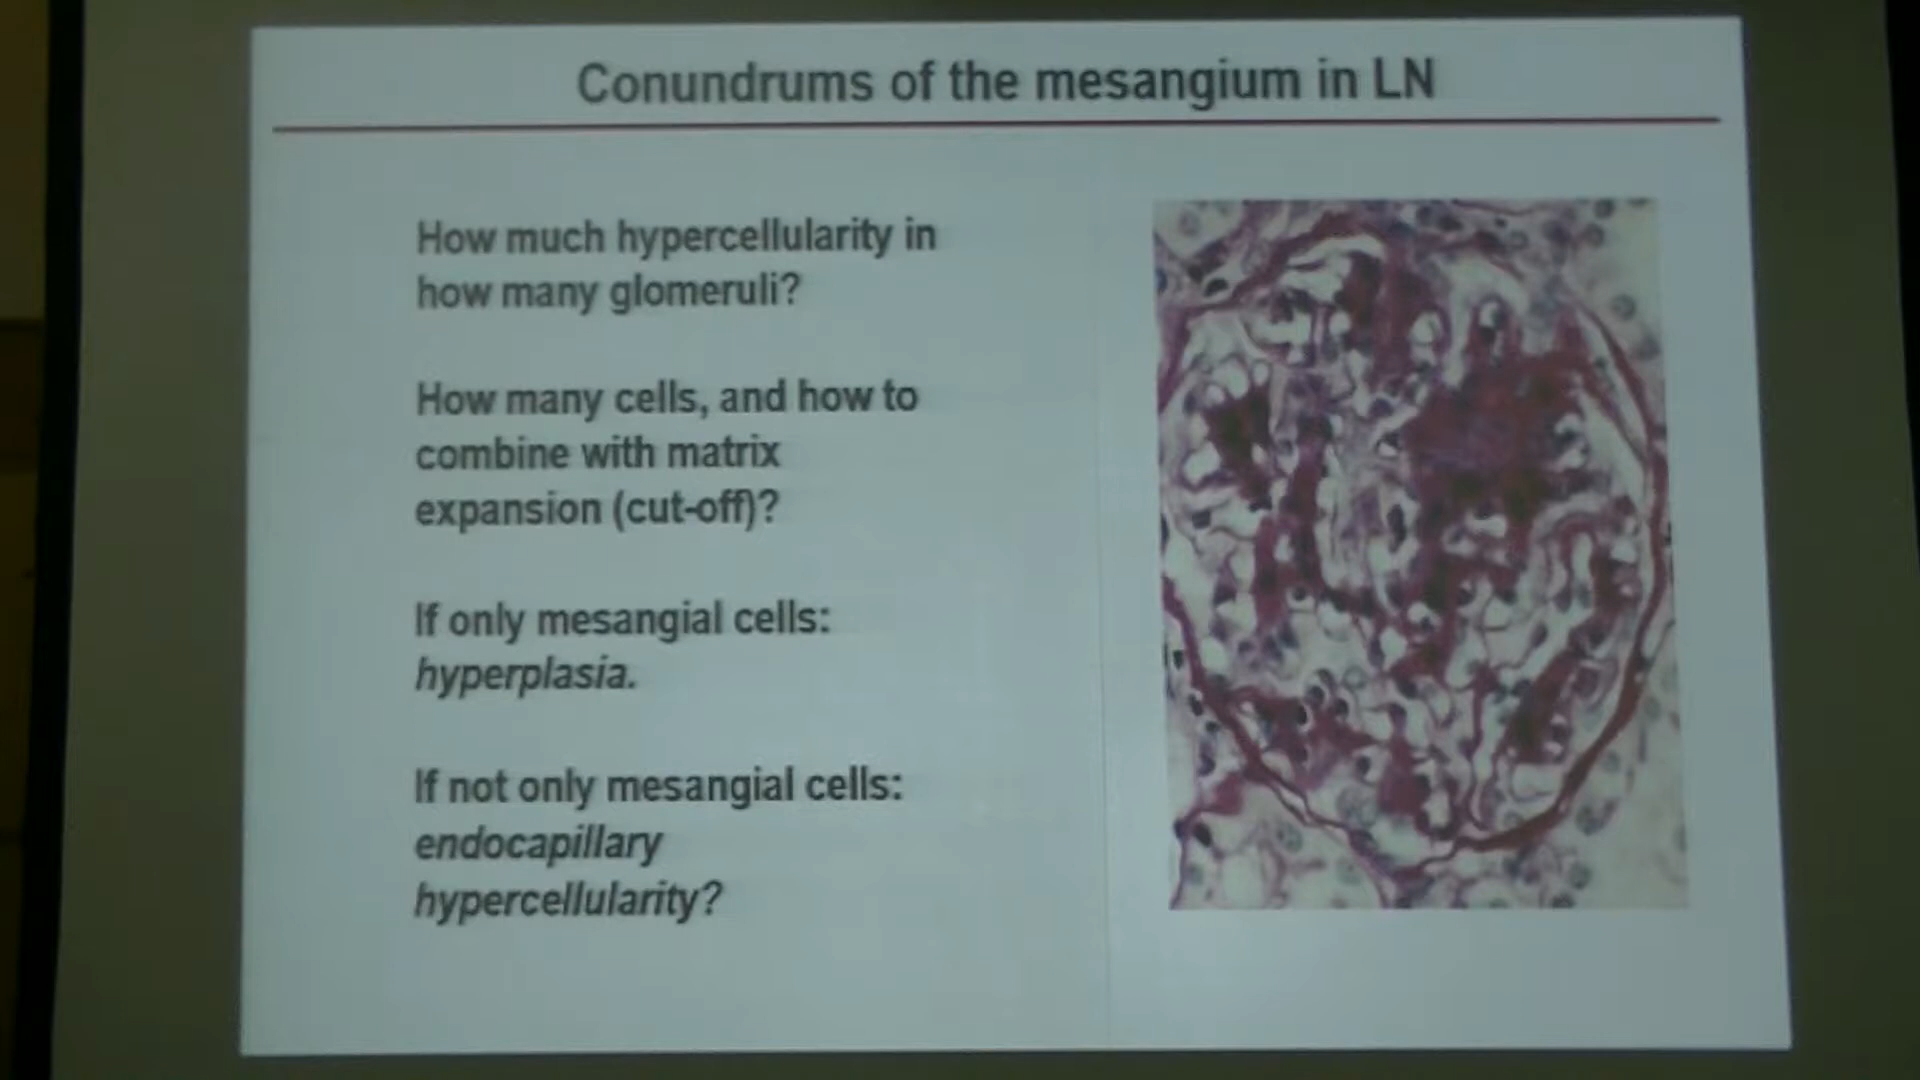 Conundrums of the mesangium in LN
How much hypercellularity in
how many glomeruli?
How many cells, and how to
combine with matrix
expansion (cut-off)?
If only mesangial cells:
hyperplasia.
If not only mesangial cells:
endocapillary
hypercellularity?